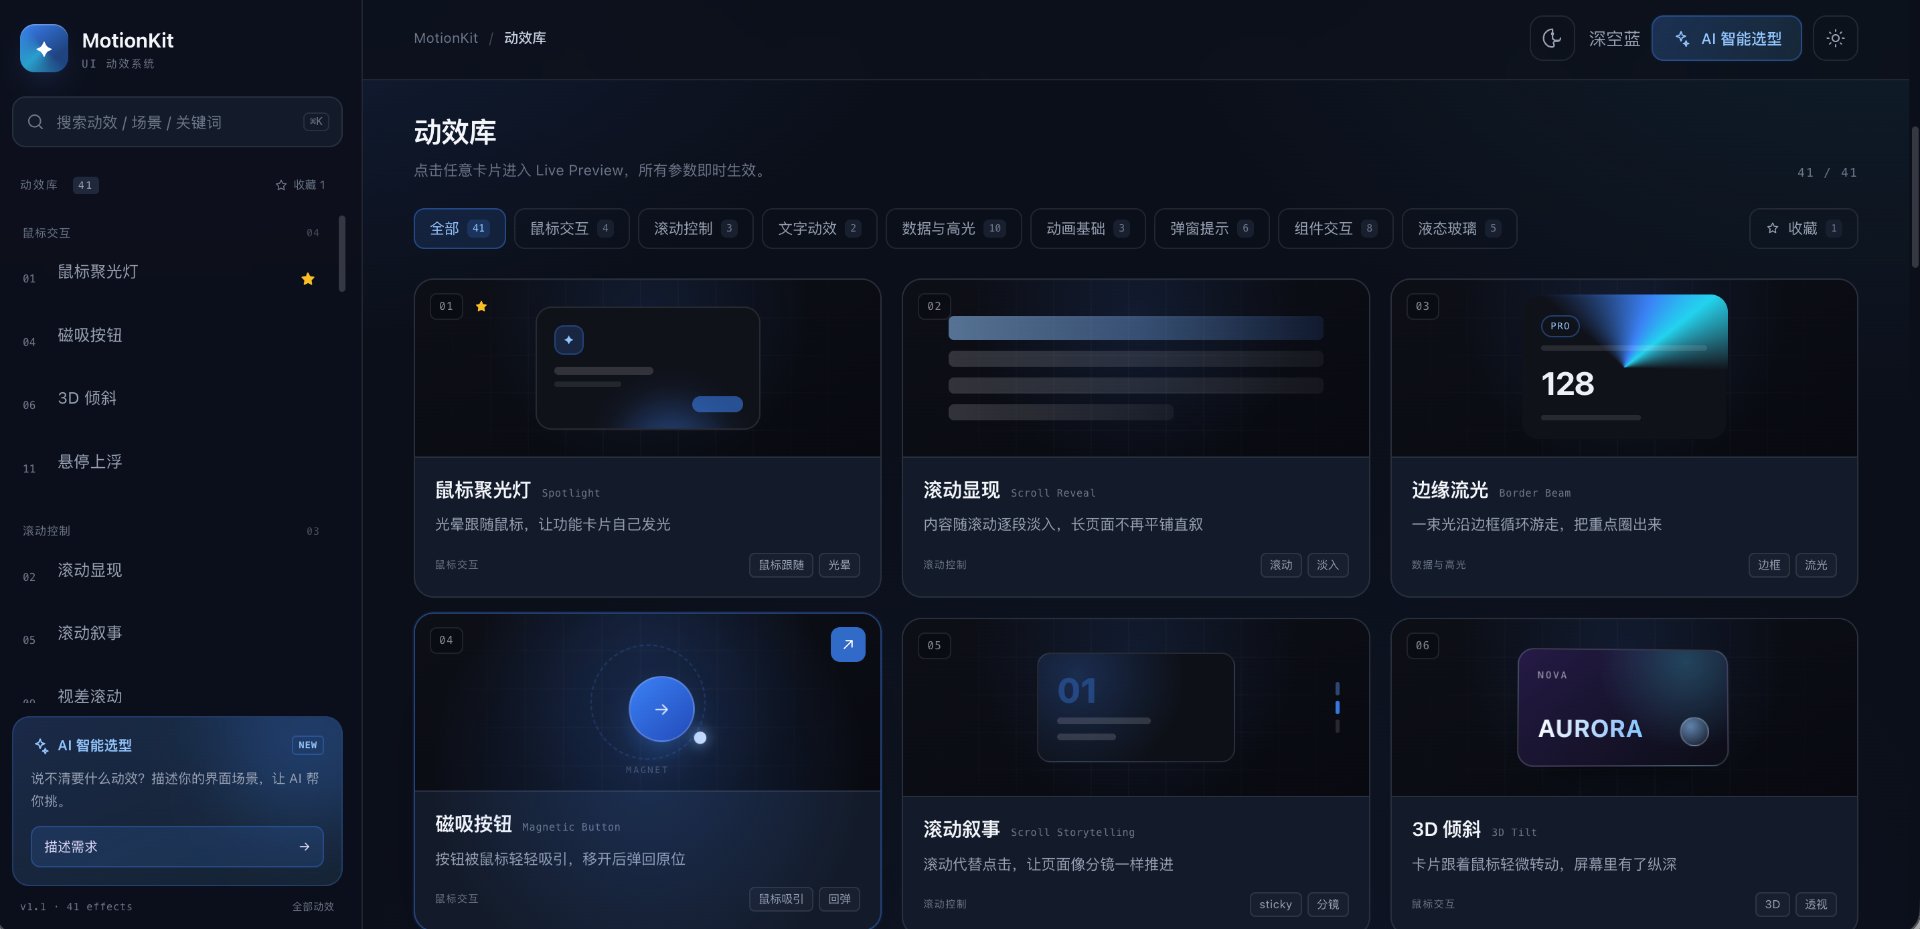 MotionKit
UI 动效系统
搜索动效 / 场景 / 关键词 ⌘K
动效库 41 收藏 1
鼠标交互 04
01 鼠标聚光灯
04 磁吸按钮
06 3D 倾斜
11 悬停上浮
滚动控制 03
02 滚动显现
05 滚动叙事
视差滚动
AI 智能选型 NEW
说不清要什么动效？描述你的界面场景，让 AI 帮
你挑。
描述需求 →
v1.1 · 41 effects 全部动效
MotionKit / 动效库
深空蓝 AI 智能选型
动效库
点击任意卡片进入 Live Preview，所有参数即时生效。
41 / 41
全部 41 鼠标交互 4 滚动控制 3 文字动效 2 数据与高光 10 动画基础 3 弹窗提示 6 组件交互 8 液态玻璃 5 收藏 1
01
鼠标聚光灯 Spotlight
光晕跟随鼠标，让功能卡片自己发光
鼠标交互 鼠标跟随 光晕
02
滚动显现 Scroll Reveal
内容随滚动逐段淡入，长页面不再平铺直叙
滚动控制 滚动 淡入
03
PRO
128
边缘流光 Border Beam
一束光沿边框循环游走，把重点圈出来
数据与高光 边框 流光
04
→
MAGNET
磁吸按钮 Magnetic Button
按钮被鼠标轻轻吸引，移开后弹回原位
鼠标交互 鼠标吸引 回弹
05
01
滚动叙事 Scroll Storytelling
滚动代替点击，让页面像分镜一样推进
滚动控制 sticky 分镜
06
NOVA
AURORA
3D 倾斜 3D Tilt
卡片跟着鼠标轻微转动，屏幕里有了纵深
鼠标交互 3D 透视